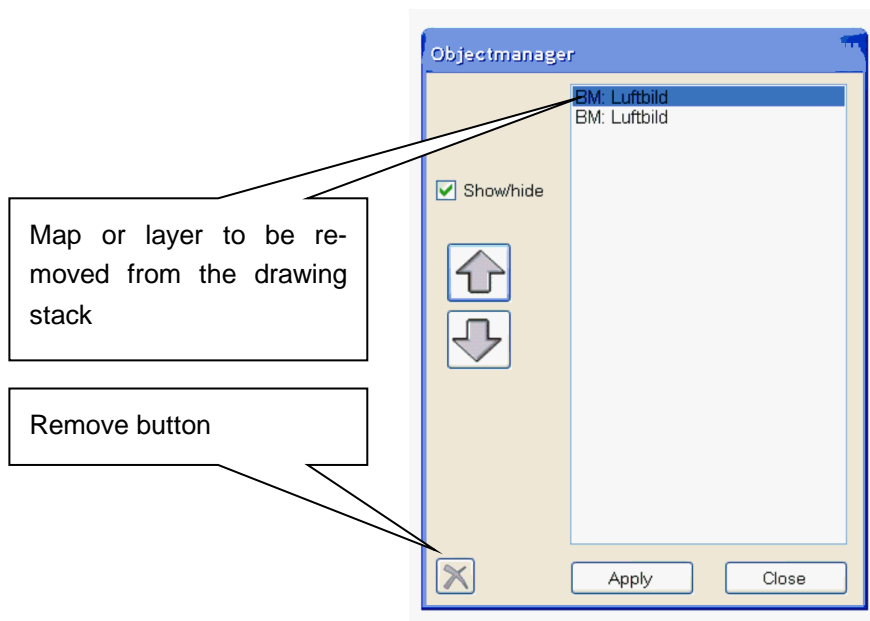 Objectmanager
BM: Luftbild
BM: Luftbild
Show/hide
Map or layer to be re-
moved from the drawing
stack
Remove button
Apply
Close